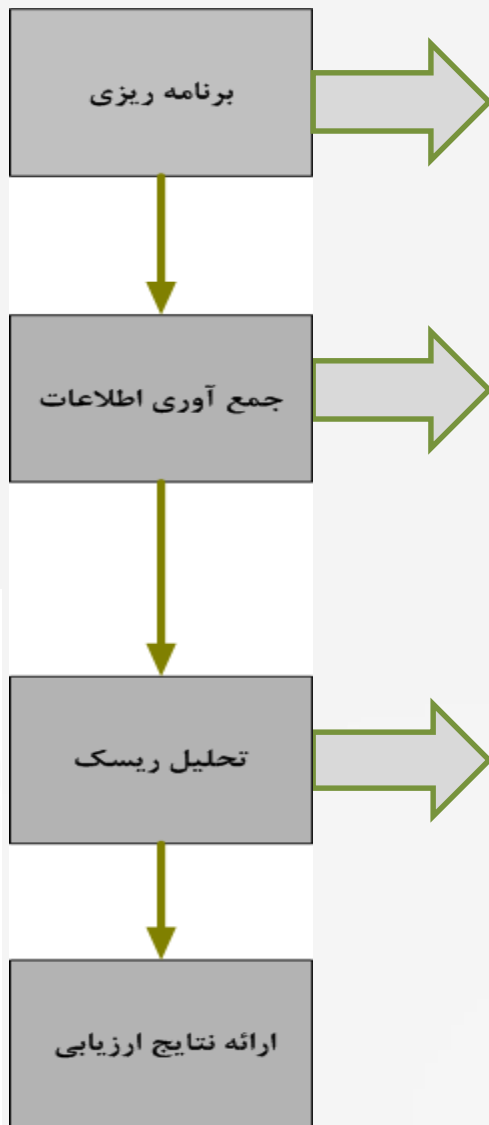 برنامه ریزی
جمع آوری اطلاعات
تحلیل ریسک
ارائه نتایج ارزیابی